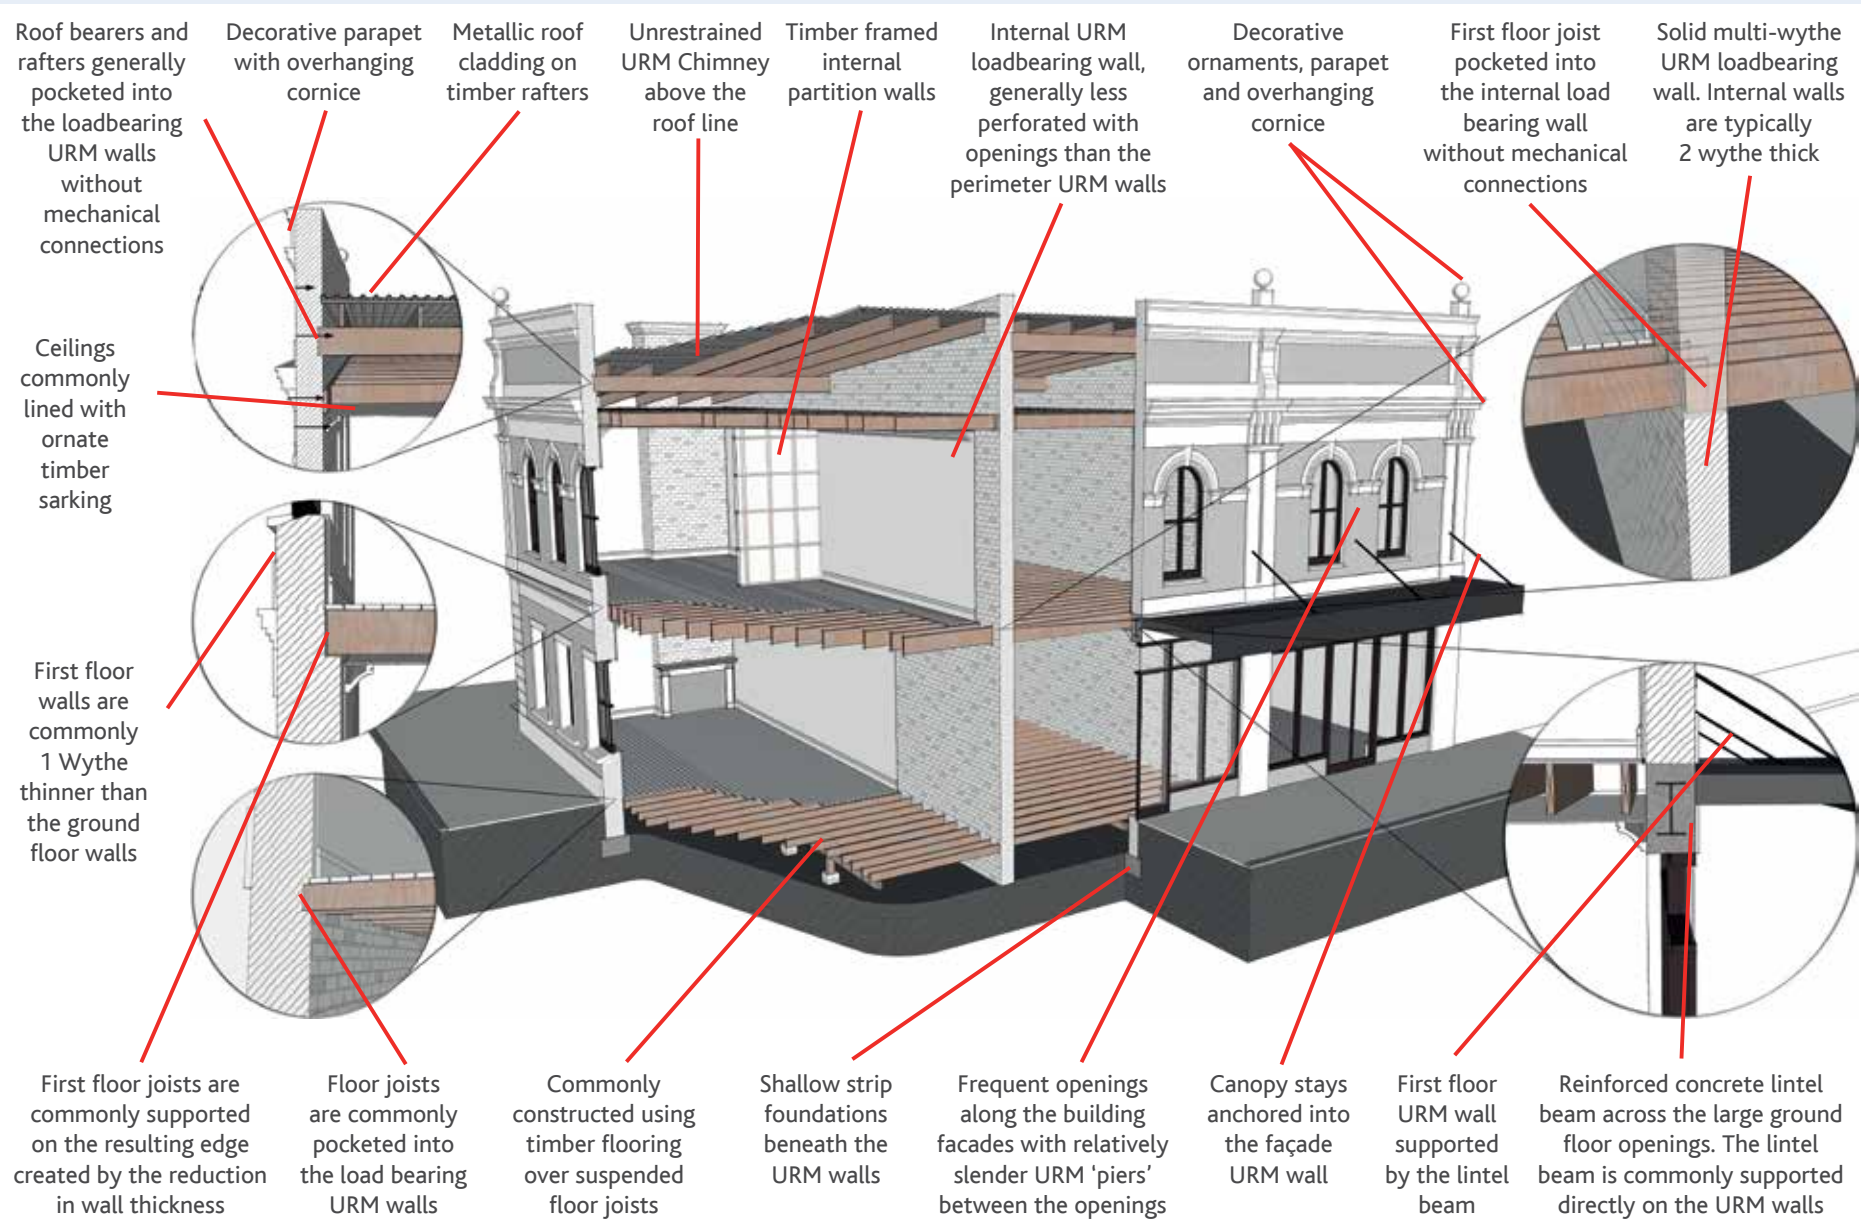 Roof bearers and
rafters generally
pocketed into
the loadbearing
URM walls
without
mechanical
connections
Decorative parapet
with overhanging
cornice
Metallic roof
cladding on
timber rafters
Unrestrained
URM Chimney
above the
roof line
Timber framed
internal
partition walls
Internal URM
loadbearing wall,
generally less
perforated with
openings than the
perimeter URM walls
Decorative
ornaments, parapet
and overhanging
cornice
First floor joist
pocketed into
the internal load
bearing wall
without mechanical
connections
Solid multi-wythe
URM loadbearing
wall. Internal walls
are typically
2 wythe thick
Ceilings
commonly
lined with
ornate
timber
sarking
First floor
walls are
commonly
1 Wythe
thinner than
the ground
floor walls
First floor joists are
commonly supported
on the resulting edge
created by the reduction
in wall thickness
Floor joists
are commonly
pocketed into
the load bearing
URM walls
Commonly
constructed using
timber flooring
over suspended
floor joists
Shallow strip
foundations
beneath the
URM walls
Frequent openings
along the building
facades with relatively
slender URM 'piers'
between the openings
Canopy stays
anchored into
the façade
URM wall
First floor
URM wall
supported
by the lintel
beam
Reinforced concrete lintel
beam across the large ground
floor openings. The lintel
beam is commonly supported
directly on the URM walls